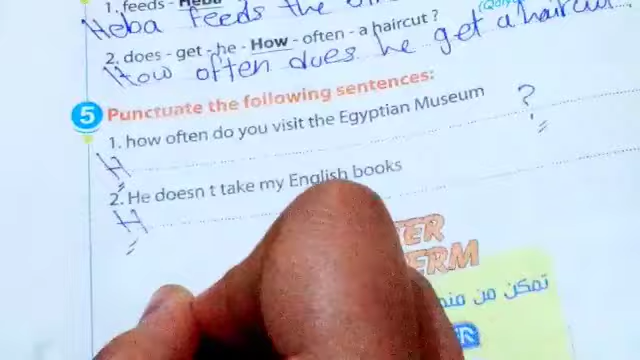 1. feeds - Heba
Heba feeds the
2. does - get - he - How - often - a haircut ?
How often does he get a haircut
5 Punctuate the following sentences:
1. how often do you visit the Egyptian Museum
H ?
2. He doesn t take my English books
H
تمكن من